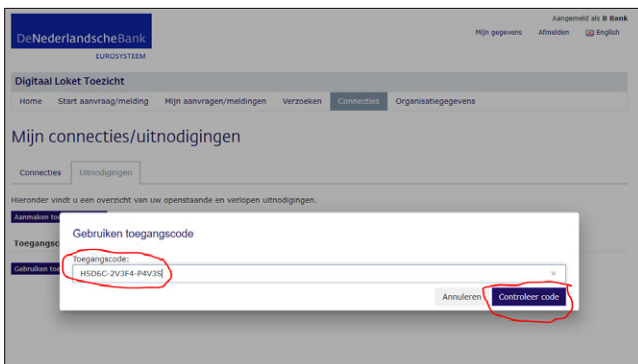 Aangemeld als B Bank
DeNederlandscheBank
EUROSYSTEEM
Mijn gegevens Afmelden English
Digitaal Loket Toezicht
Home Start aanvraag/melding Mijn aanvragen/meldingen Verzoeken Connecties Organisatiegegevens
Mijn connecties/uitnodigingen
Connecties Uitnodigingen
Hieronder vindt u een overzicht van uw openstaande en verlopen uitnodigingen.
Aanmaken
Gebruiken toegangscode
Toegangscode:
HSD6C-2V3F4-P4V3S
Annuleren Controleer code
Gebruiken